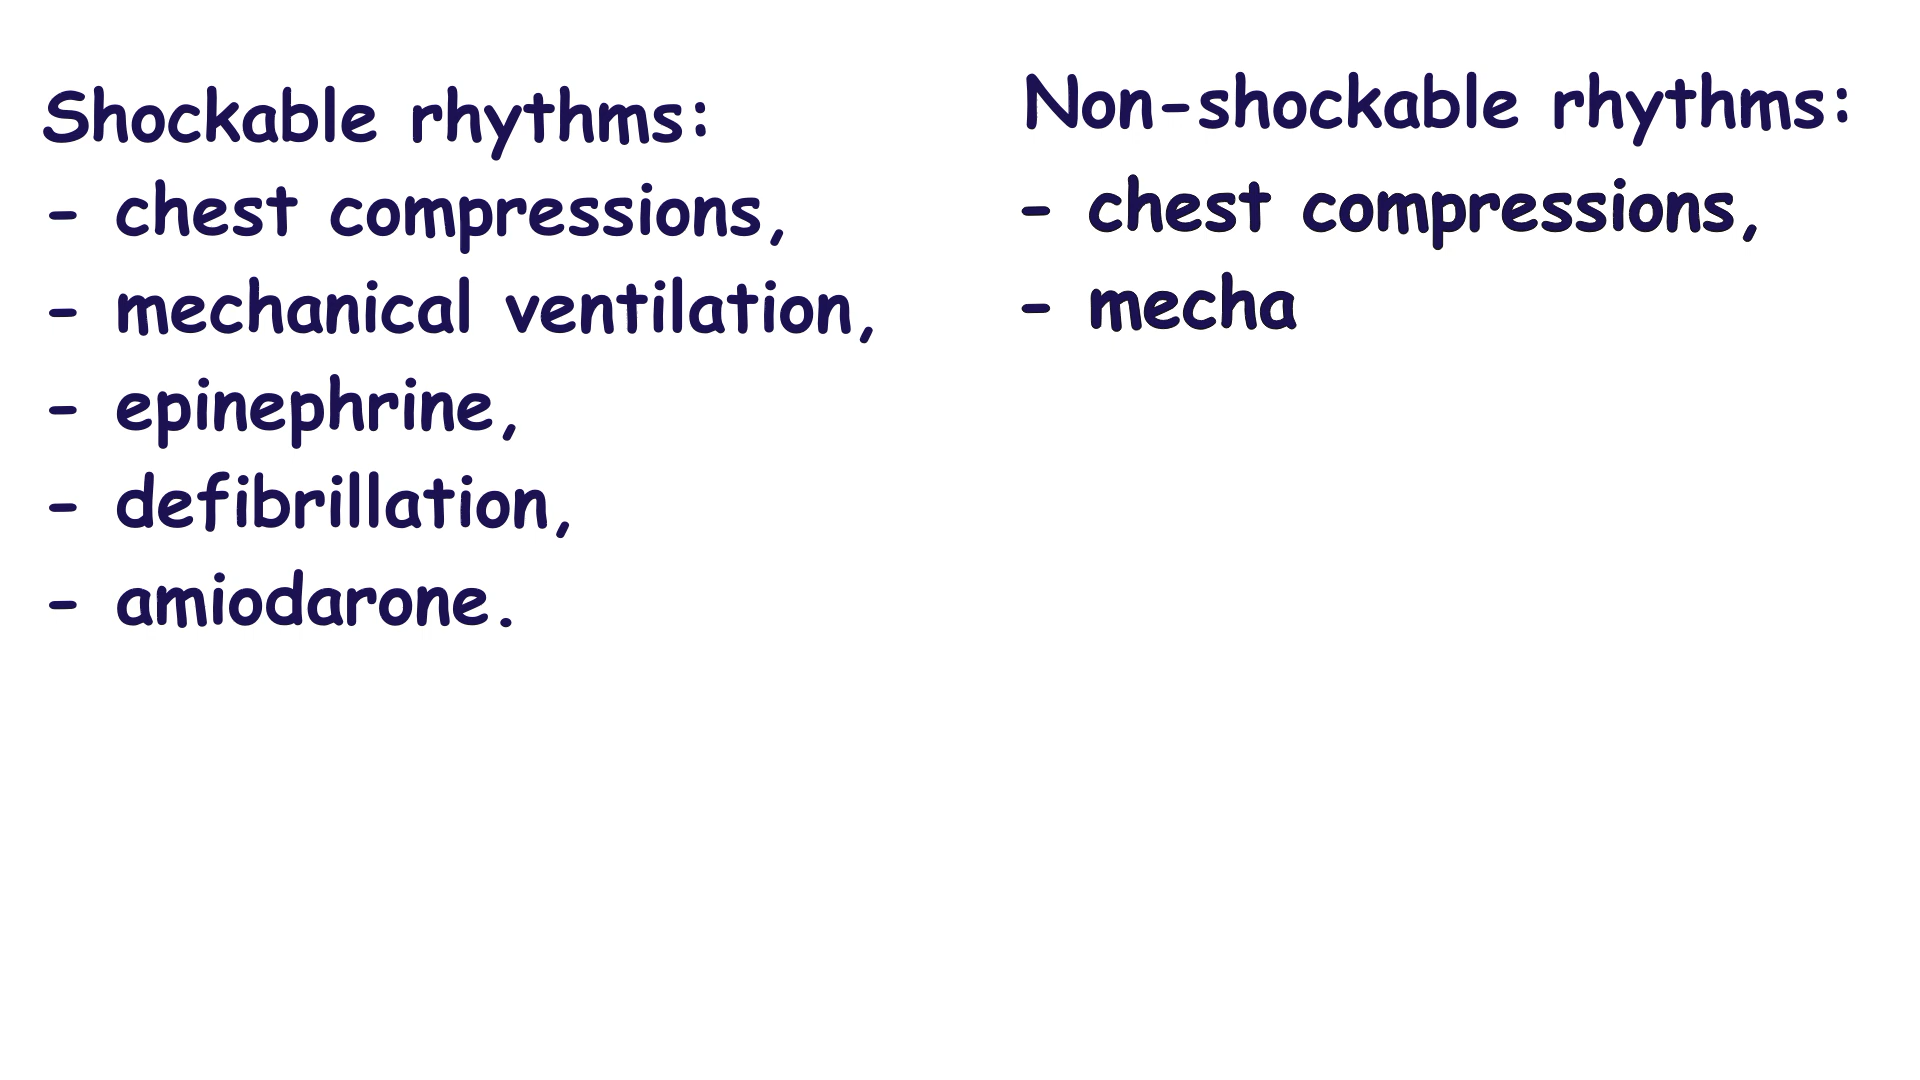 Shockable rhythms:
- chest compressions,
- mechanical ventilation,
- epinephrine,
- defibrillation,
- amiodarone.
Non-shockable rhythms:
- chest compressions,
- mecha